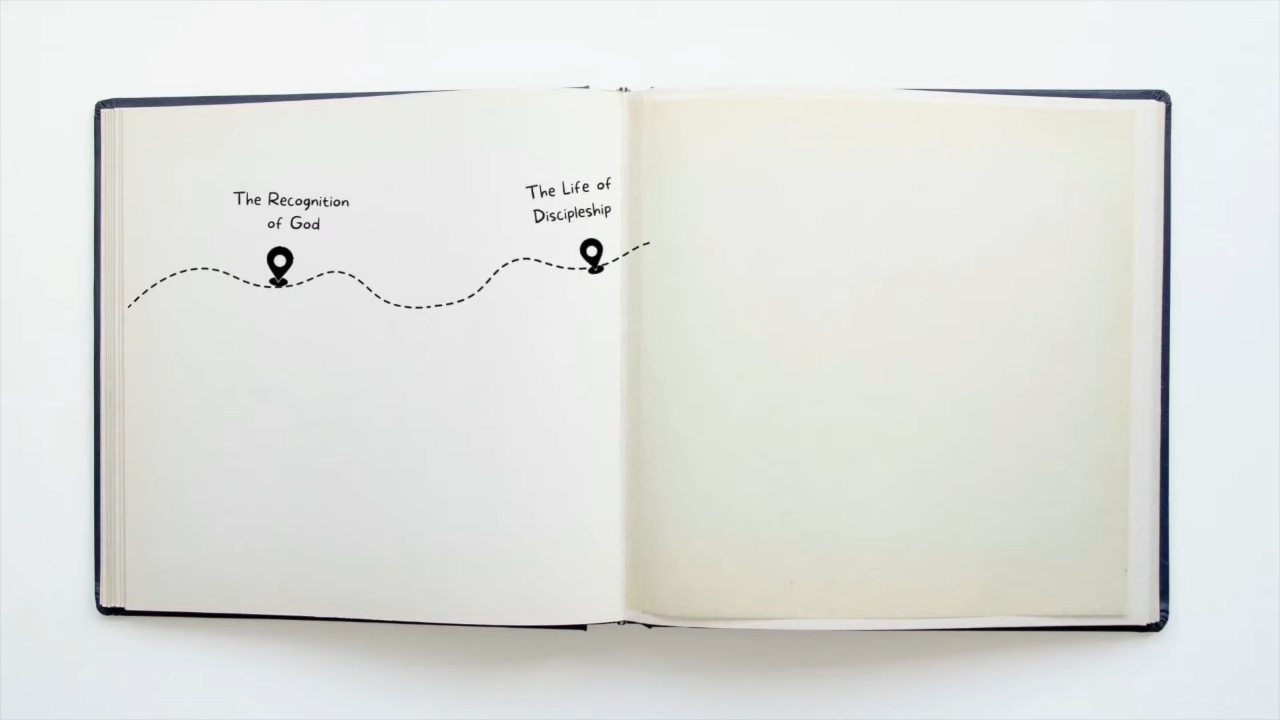 The Recognition
of God
The Life of
Discipleship